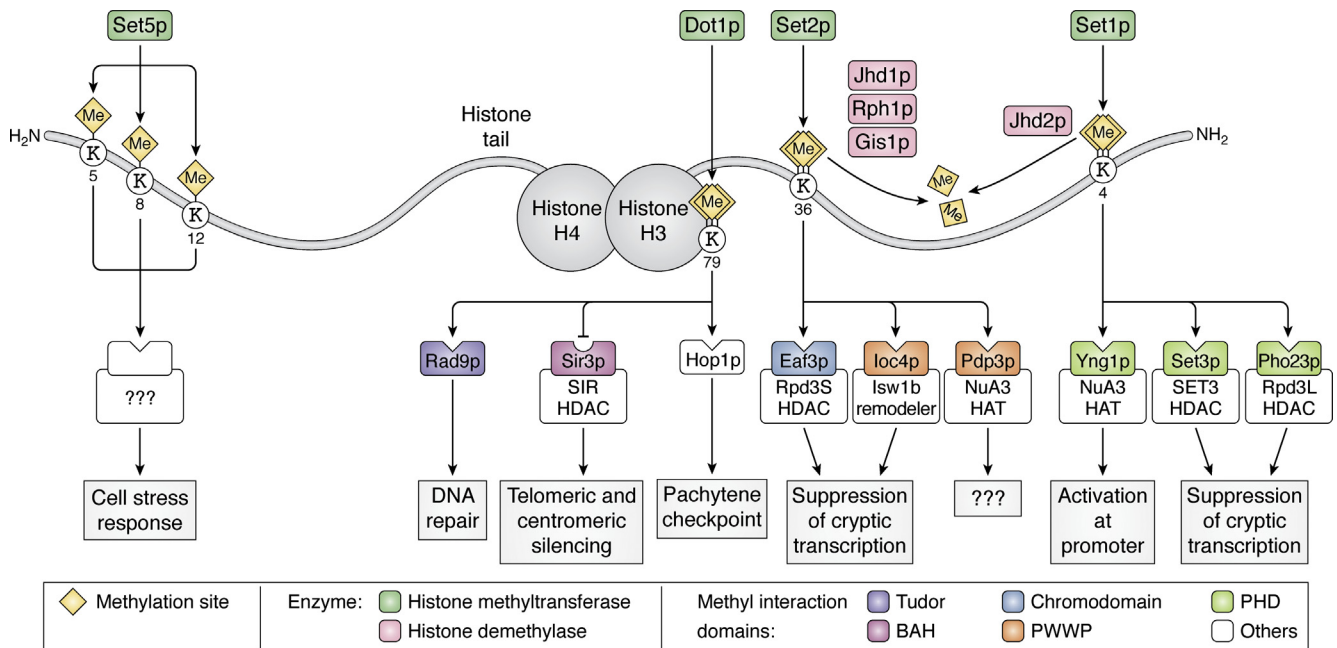 Set5p
Dot1p
Set2p
Set1p
Jhd1p
Rph1p
Gis1p
Jhd2p
Me
Me
Me
Me
Me
Me
Me
Me
H2N
NH2
Histone
tail
K
5
K
8
K
12
Histone
H4
Histone
H3
K
79
K
36
K
4
???
Rad9p
Sir3p
SIR
HDAC
Hop1p
Eaf3p
Rpd3S
HDAC
Ioc4p
Isw1b
remodeler
Pdp3p
NuA3
HAT
Yng1p
NuA3
HAT
Set3p
SET3
HDAC
Pho23p
Rpd3L
HDAC
Cell stress
response
DNA
repair
Telomeric and
centromeric
silencing
Pachytene
checkpoint
Suppression
of cryptic
transcription
???
Activation
at
promoter
Suppression
of cryptic
transcription
Methylation site
Enzyme:
Histone methyltransferase
Histone demethylase
Methyl interaction
domains:
Tudor
BAH
Chromodomain
PWWP
PHD
Others